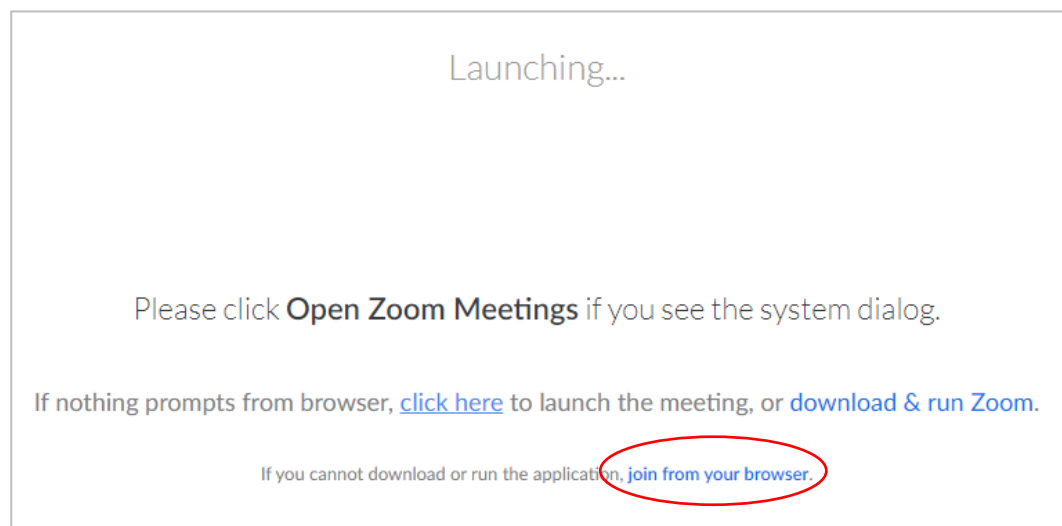 Launching...
Please click Open Zoom Meetings if you see the system dialog.
If nothing prompts from browser, click here to launch the meeting, or download & run Zoom.
If you cannot download or run the application, join from your browser.